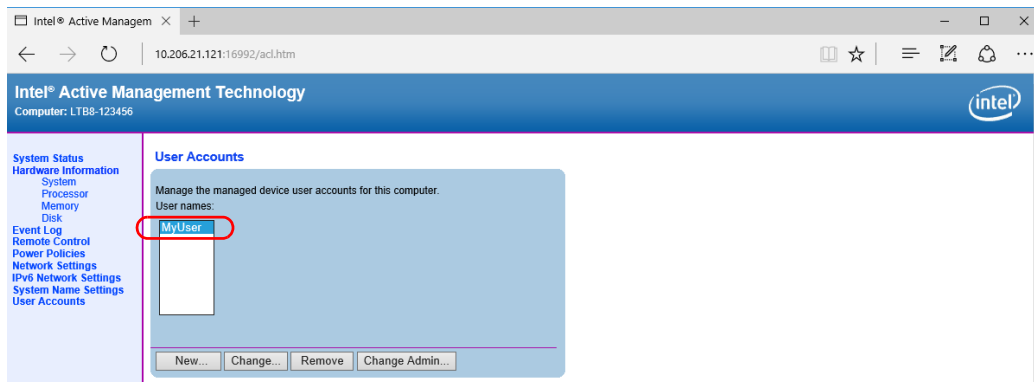 Intel® Active Managem
10.206.21.121:16992/acl.htm
Intel® Active Management Technology
Computer: LTB8-123456
intel
System Status
Hardware Information
System
Processor
Memory
Disk
Event Log
Remote Control
Power Policies
Network Settings
IPv6 Network Settings
System Name Settings
User Accounts
User Accounts
Manage the managed device user accounts for this computer.
User names:
MyUser
New... Change... Remove Change Admin...